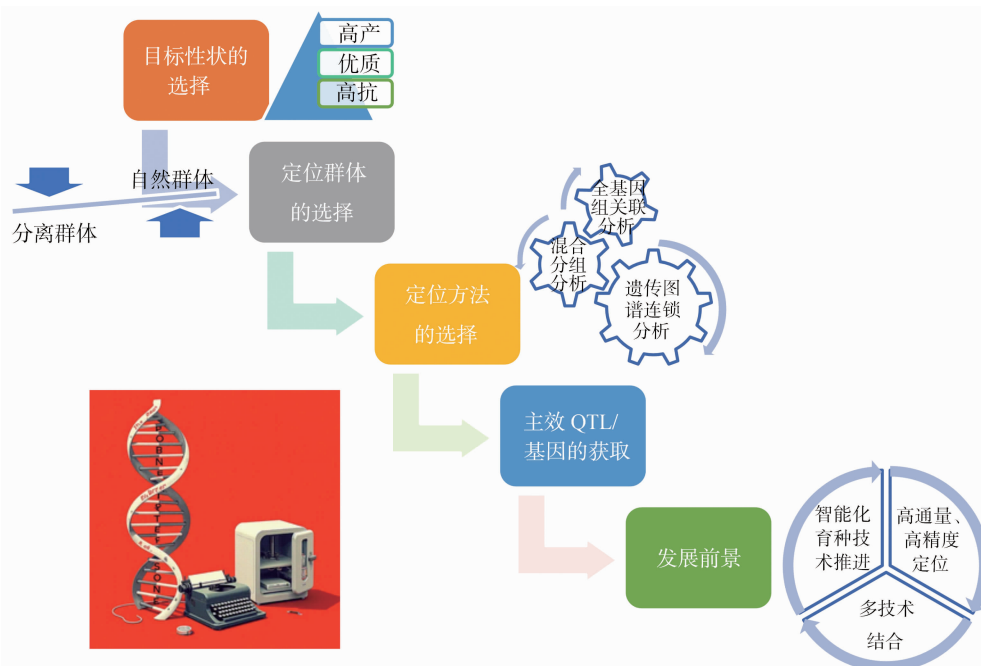 目标性状的
选择
高产
优质
高抗
自然群体
分离群体
定位群体
的选择
全基因
组关联
分析
混合
分组
分析
遗传图
谱连锁
分析
定位方法
的选择
主效 QTL/
基因的获取
发展前景
智能化
育种技
术推进
高通量、
高精度
定位
多技术
结合